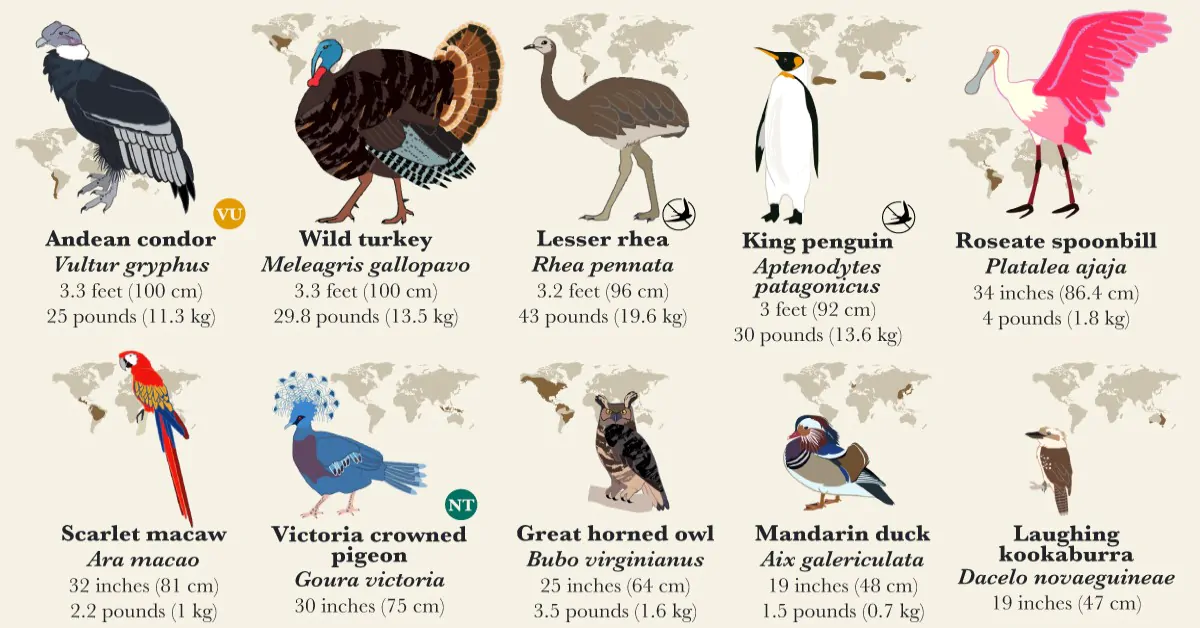 VU
Andean condor
Vultur gryphus
3.3 feet (100 cm)
25 pounds (11.3 kg)
Wild turkey
Meleagris gallopavo
3.3 feet (100 cm)
29.8 pounds (13.5 kg)
Lesser rhea
Rhea pennata
3.2 feet (96 cm)
43 pounds (19.6 kg)
King penguin
Aptenodytes
patagonicus
3 feet (92 cm)
30 pounds (13.6 kg)
Roseate spoonbill
Platalea ajaja
34 inches (86.4 cm)
4 pounds (1.8 kg)
Scarlet macaw
Ara macao
32 inches (81 cm)
2.2 pounds (1 kg)
NT
Victoria crowned
pigeon
Goura victoria
30 inches (75 cm)
Great horned owl
Bubo virginianus
25 inches (64 cm)
3.5 pounds (1.6 kg)
Mandarin duck
Aix galericulata
19 inches (48 cm)
1.5 pounds (0.7 kg)
Laughing
kookaburra
Dacelo novaeguineae
19 inches (47 cm)